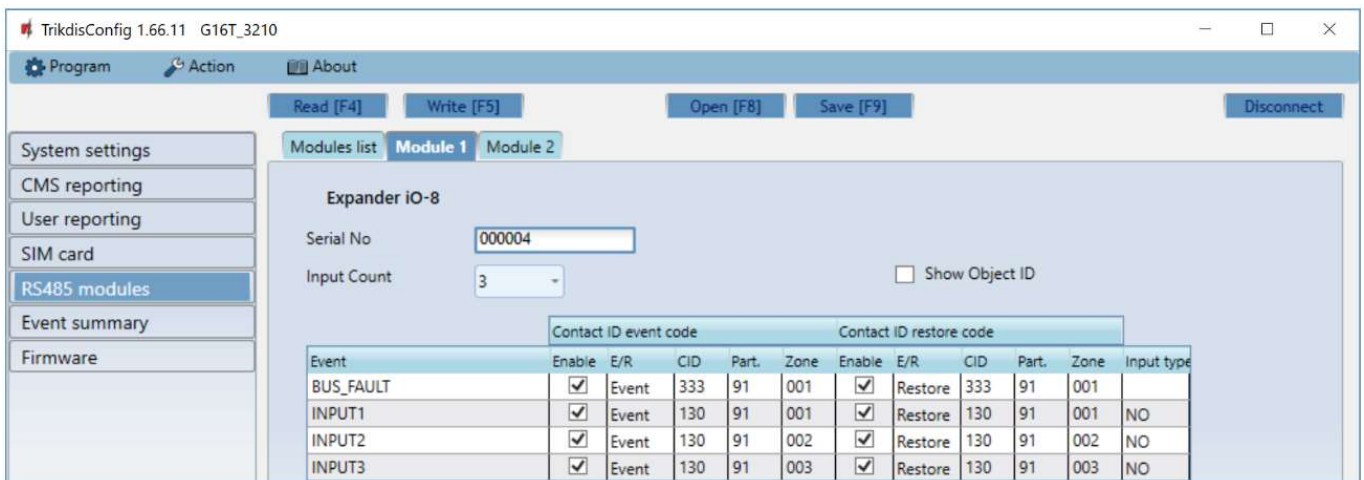 TrikdisConfig 1.66.11 G16T_3210
Program Action About
Read [F4] Write [F5] Open [F8] Save [F9] Disconnect
System settings
CMS reporting
User reporting
SIM card
RS485 modules
Event summary
Firmware
Modules list Module 1 Module 2
Expander iO-8
Serial No 000004
Input Count 3 Show Object ID
Contact ID event code Contact ID restore code
Event Enable E/R CID Part. Zone Enable E/R CID Part. Zone Input type
BUS_FAULT Event 333 91 001 Restore 333 91 001
INPUT1 Event 130 91 001 Restore 130 91 001 NO
INPUT2 Event 130 91 002 Restore 130 91 002 NO
INPUT3 Event 130 91 003 Restore 130 91 003 NO